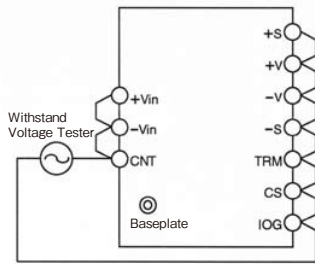 +S
+V
−V
−S
TRM
CS
IOG
+Vin
−Vin
CNT
Withstand
Voltage Tester
Baseplate